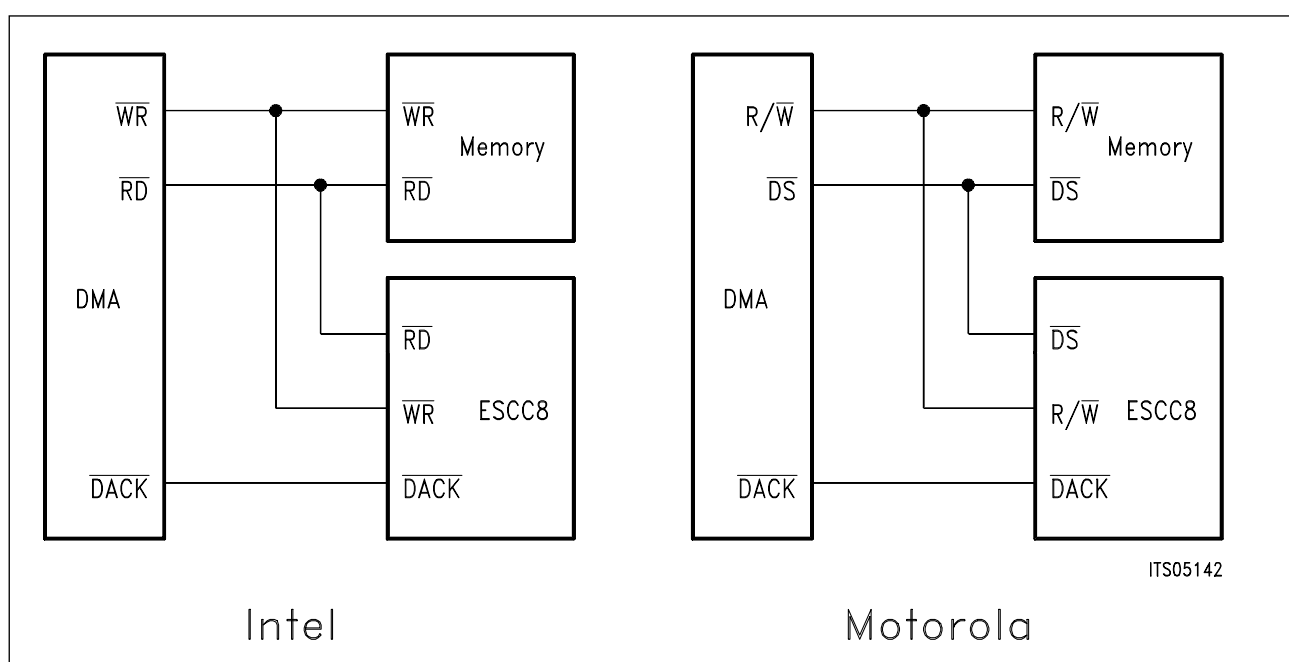 WR
RD
DMA
DACK
WR
Memory
RD
RD
WR
ESCC8
DACK
Intel
R/W
DS
DMA
DACK
R/W
Memory
DS
DS
R/W
ESCC8
DACK
ITS05142
Motorola